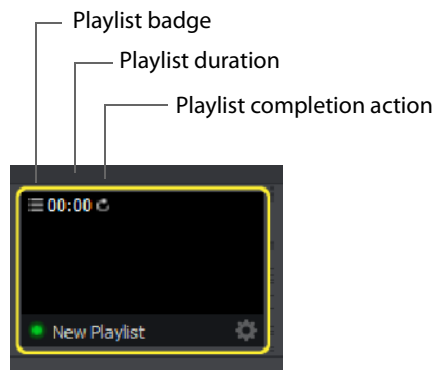 Playlist badge
Playlist duration
Playlist completion action
00:00
New Playlist